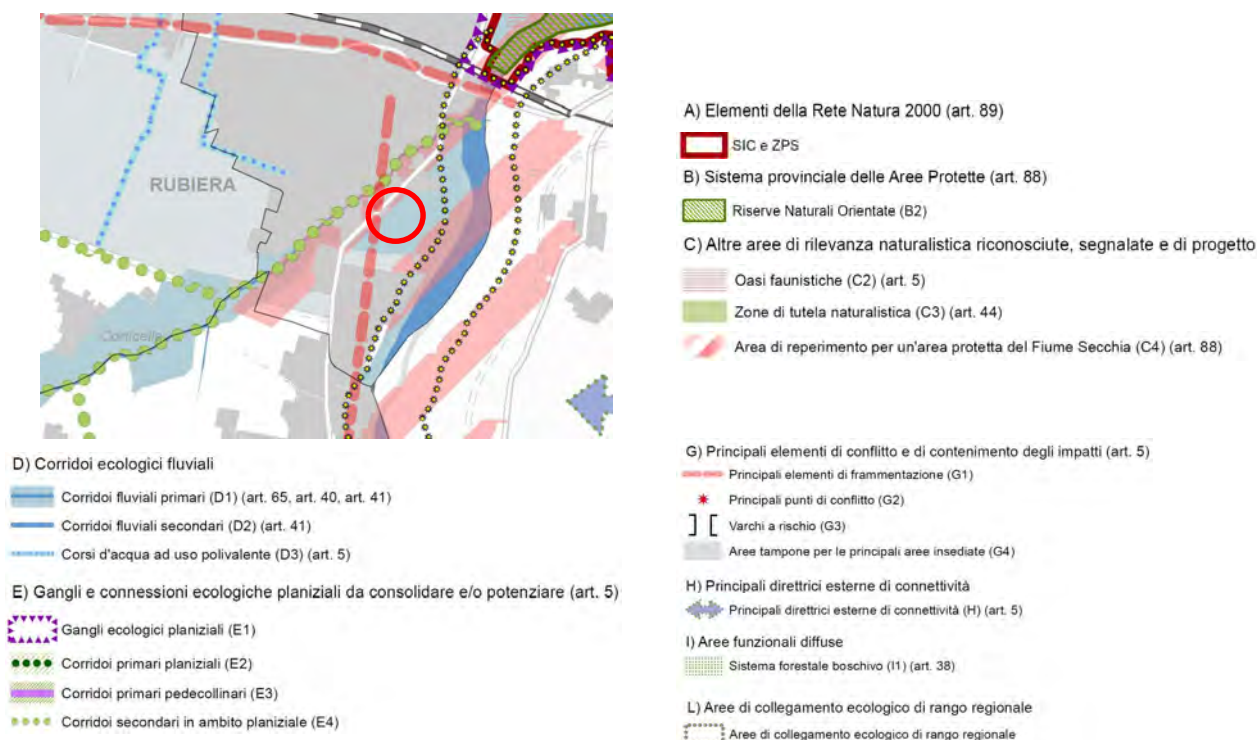 RUBIERA
A) Elementi della Rete Natura 2000 (art. 89)
SIC e ZPS
B) Sistema provinciale delle Aree Protette (art. 88)
Riserve Naturali Orientate (B2)
C) Altre aree di rilevanza naturalistica riconosciute, segnalate e di progetto
Oasi faunistiche (C2) (art. 5)
Zone di tutela naturalistica (C3) (art. 44)
Area di reperimento per un'area protetta del Fiume Secchia (C4) (art. 88)
D) Corridoi ecologici fluviali
Corridoi fluviali primari (D1) (art. 65, art. 40, art. 41)
Corridoi fluviali secondari (D2) (art. 41)
Corsi d'acqua ad uso polivalente (D3) (art. 5)
E) Gangli e connessioni ecologiche planiziali da consolidare e/o potenziare (art. 5)
Gangli ecologici planiziali (E1)
Corridoi primari planiziali (E2)
Corridoi primari pedecollinari (E3)
Corridoi secondari in ambito planiziale (E4)
G) Principali elementi di conflitto e di contenimento degli impatti (art. 5)
Principali elementi di frammentazione (G1)
Principali punti di conflitto (G2)
Varchi a rischio (G3)
Aree tampone per le principali aree insediate (G4)
H) Principali direttrici esterne di connettività
Principali direttrici esterne di connettività (H) (art. 5)
I) Aree funzionali diffuse
Sistema forestale boschivo (I1) (art. 38)
L) Aree di collegamento ecologico di rango regionale
Aree di collegamento ecologico di rango regionale